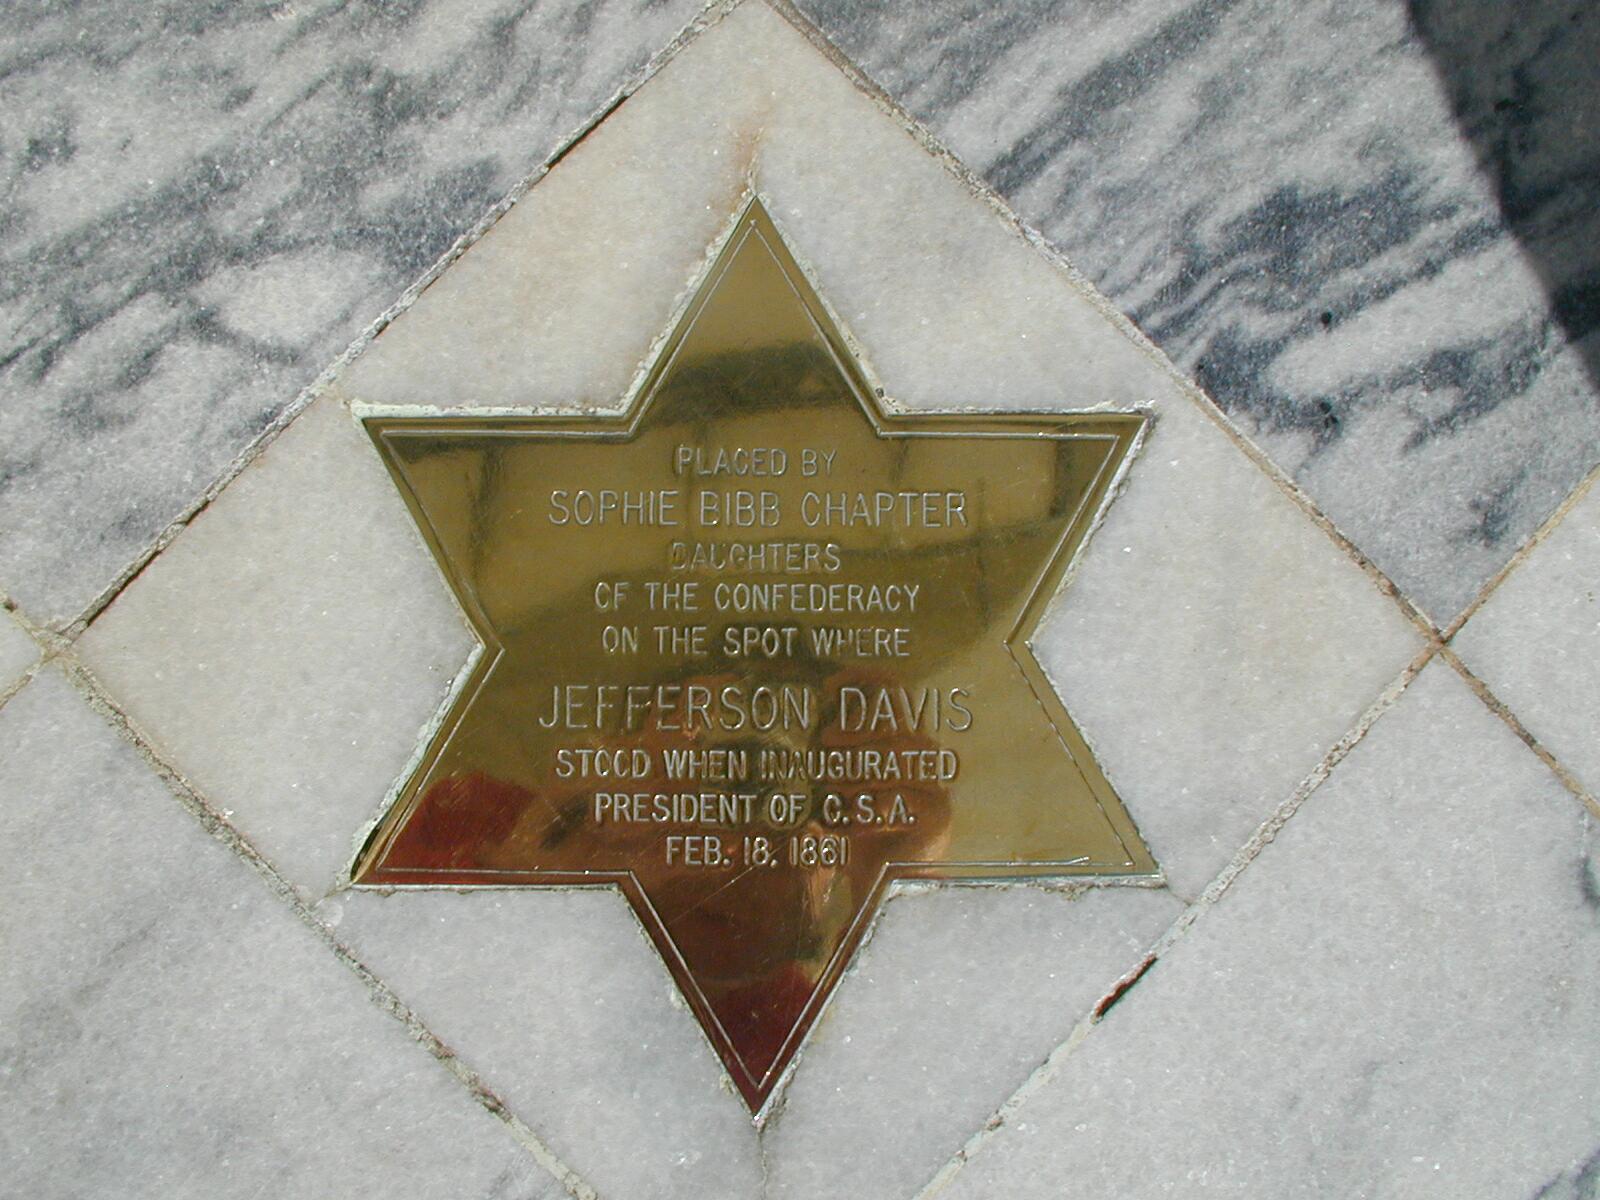 PLACED BY
SOPHIE BIBB CHAPTER
DAUGHTERS
OF THE CONFEDERACY
ON THE SPOT WHERE
JEFFERSON DAVIS
STOOD WHEN INAUGURATED
PRESIDENT OF C.S.A.
FEB. 18, 1861